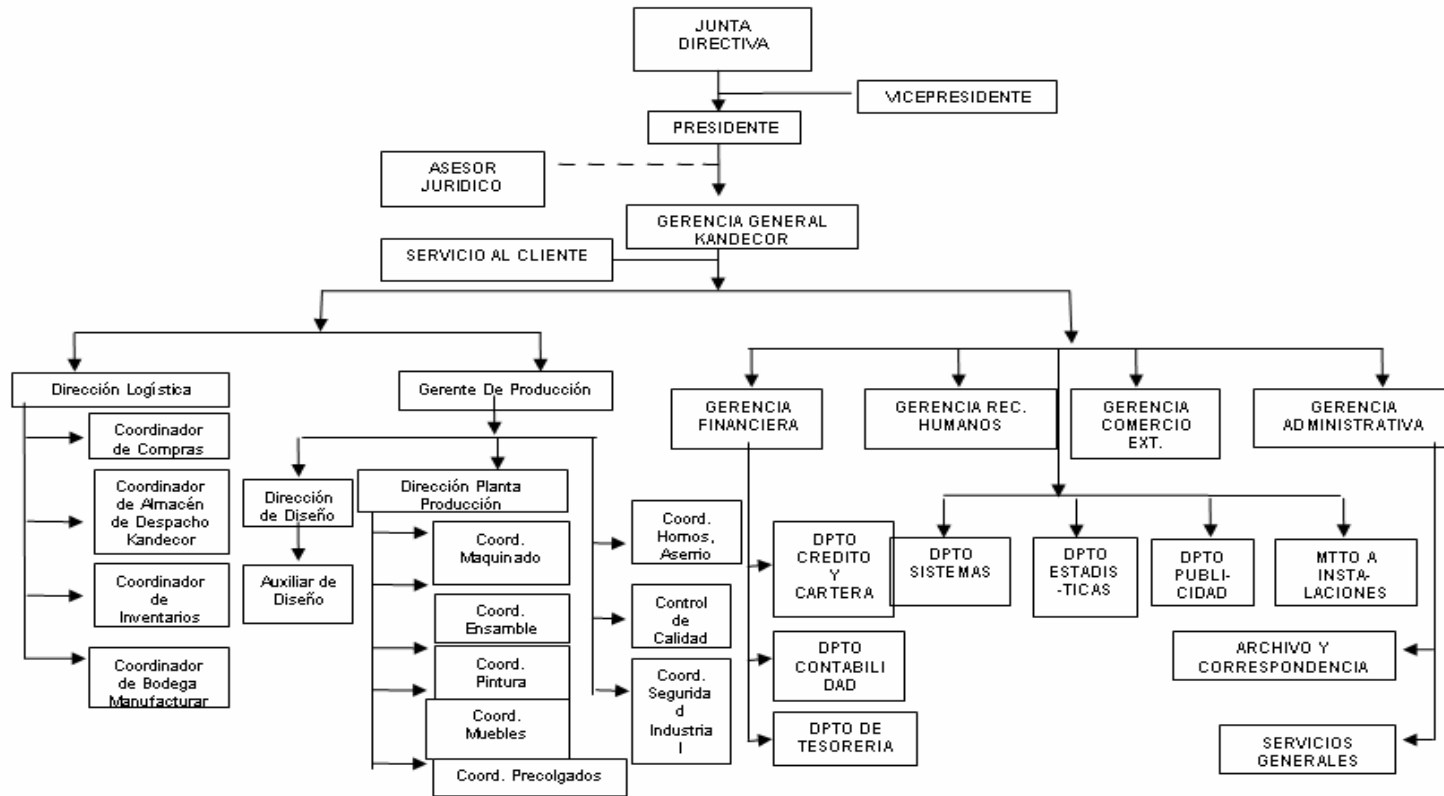 JUNTA
DIRECTIVA
VICEPRESIDENTE
PRESIDENTE
ASESOR
JURIDICO
GERENCIA GENERAL
KANDECOR
SERVICIO AL CLIENTE
Dirección Logística
Coordinador
de Compras
Coordinador
de Almacén
de Despacho
Kandecor
Coordinador
de
Inventarios
Coordinador
de Bodega
Manufacturar
Gerente De Producción
Dirección
de Diseño
Auxiliar de
Diseño
Dirección Planta
Producción
Coord.
Maquinado
Coord.
Ensamble
Coord.
Pintura
Coord.
Muebles
Coord. Precolgados
Coord.
Hornos,
Aserrio
Control
de
Calidad
Coord.
Segurida
d
Industria
l
GERENCIA
FINANCIERA
GERENCIA REC.
HUMANOS
GERENCIA
COMERCIO
EXT.
GERENCIA
ADMINISTRATIVA
DPTO
CREDITO
Y
CARTERA
DPTO
CONTABILI
DAD
DPTO DE
TESORERIA
DPTO
SISTEMAS
DPTO
ESTADIS
-TICAS
DPTO
PUBLI-
CIDAD
MTTO A
INSTA-
LACIONES
ARCHIVO Y
CORRESPONDENCIA
SERVICIOS
GENERALES